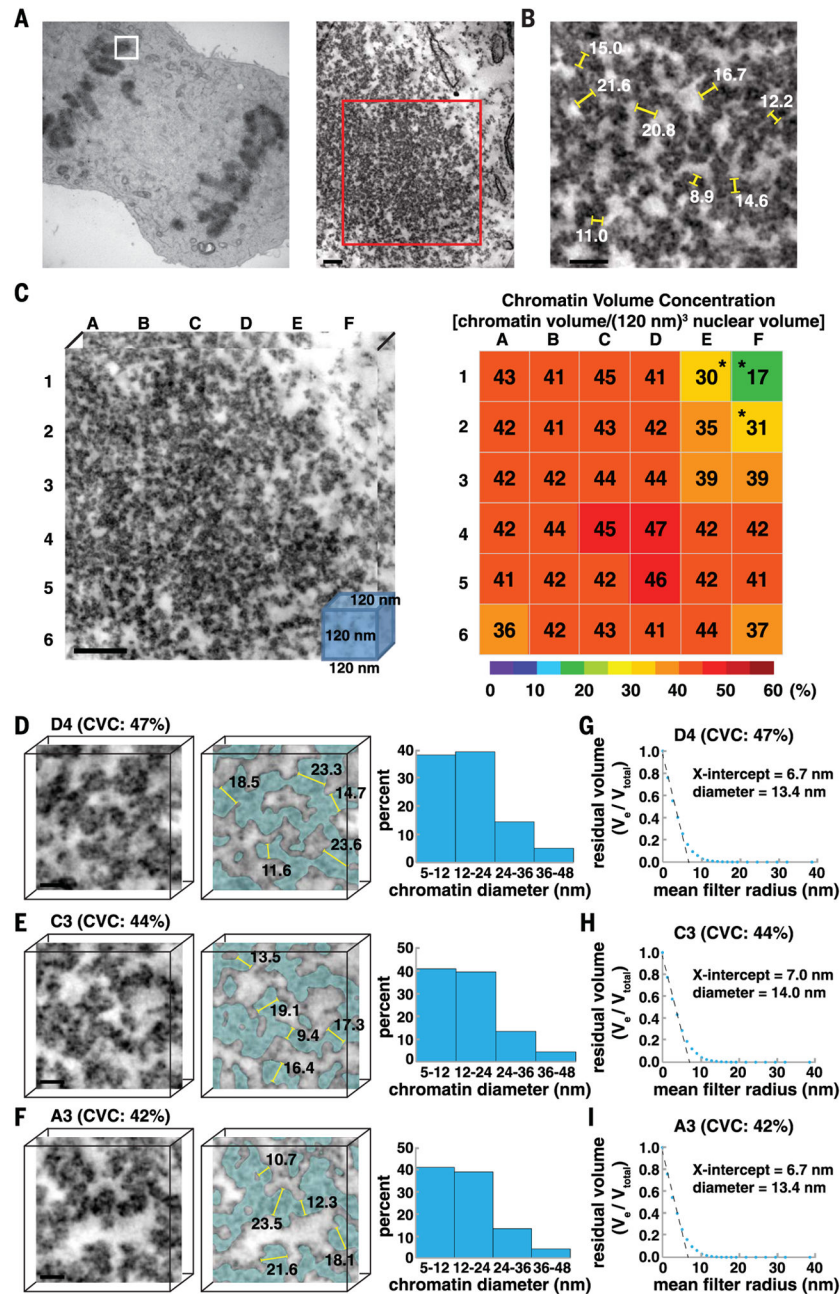 A
B
15.0
21.6
16.7
12.2
20.8
8.9
14.6
11.0
C
A B C D E F
1
2
3
4
5
6
120 nm
120 nm
120 nm
Chromatin Volume Concentration
[chromatin volume/(120 nm)³ nuclear volume]
A B C D E F
1 43 41 45 41 30* *17
2 42 41 43 42 35 *31
3 42 42 44 44 39 39
4 42 44 45 47 42 42
5 41 42 42 46 42 41
6 36 42 43 41 44 37
0 10 20 30 40 50 60 (%)
D D4 (CVC: 47%)
18.5
23.3
14.7
23.6
11.6
percent
40
30
20
10
0
5-12 12-24 24-36 36-48
chromatin diameter (nm)
G D4 (CVC: 47%)
X-intercept = 6.7 nm
diameter = 13.4 nm
residual volume
(Ve / Vtotal)
1.0
0.8
0.6
0.4
0.2
0.0
0 10 20 30 40
mean filter radius (nm)
E C3 (CVC: 44%)
13.5
19.1
17.3
9.4
16.4
percent
50
40
30
20
10
0
5-12 12-24 24-36 36-48
chromatin diameter (nm)
H C3 (CVC: 44%)
X-intercept = 7.0 nm
diameter = 14.0 nm
residual volume
(Ve / Vtotal)
1.0
0.8
0.6
0.4
0.2
0.0
0 10 20 30 40
mean filter radius (nm)
F A3 (CVC: 42%)
10.7
12.3
23.5
18.1
21.6
percent
50
40
30
20
10
0
5-12 12-24 24-36 36-48
chromatin diameter (nm)
I A3 (CVC: 42%)
X-intercept = 6.7 nm
diameter = 13.4 nm
residual volume
(Ve / Vtotal)
1.0
0.8
0.6
0.4
0.2
0.0
0 10 20 30 40
mean filter radius (nm)